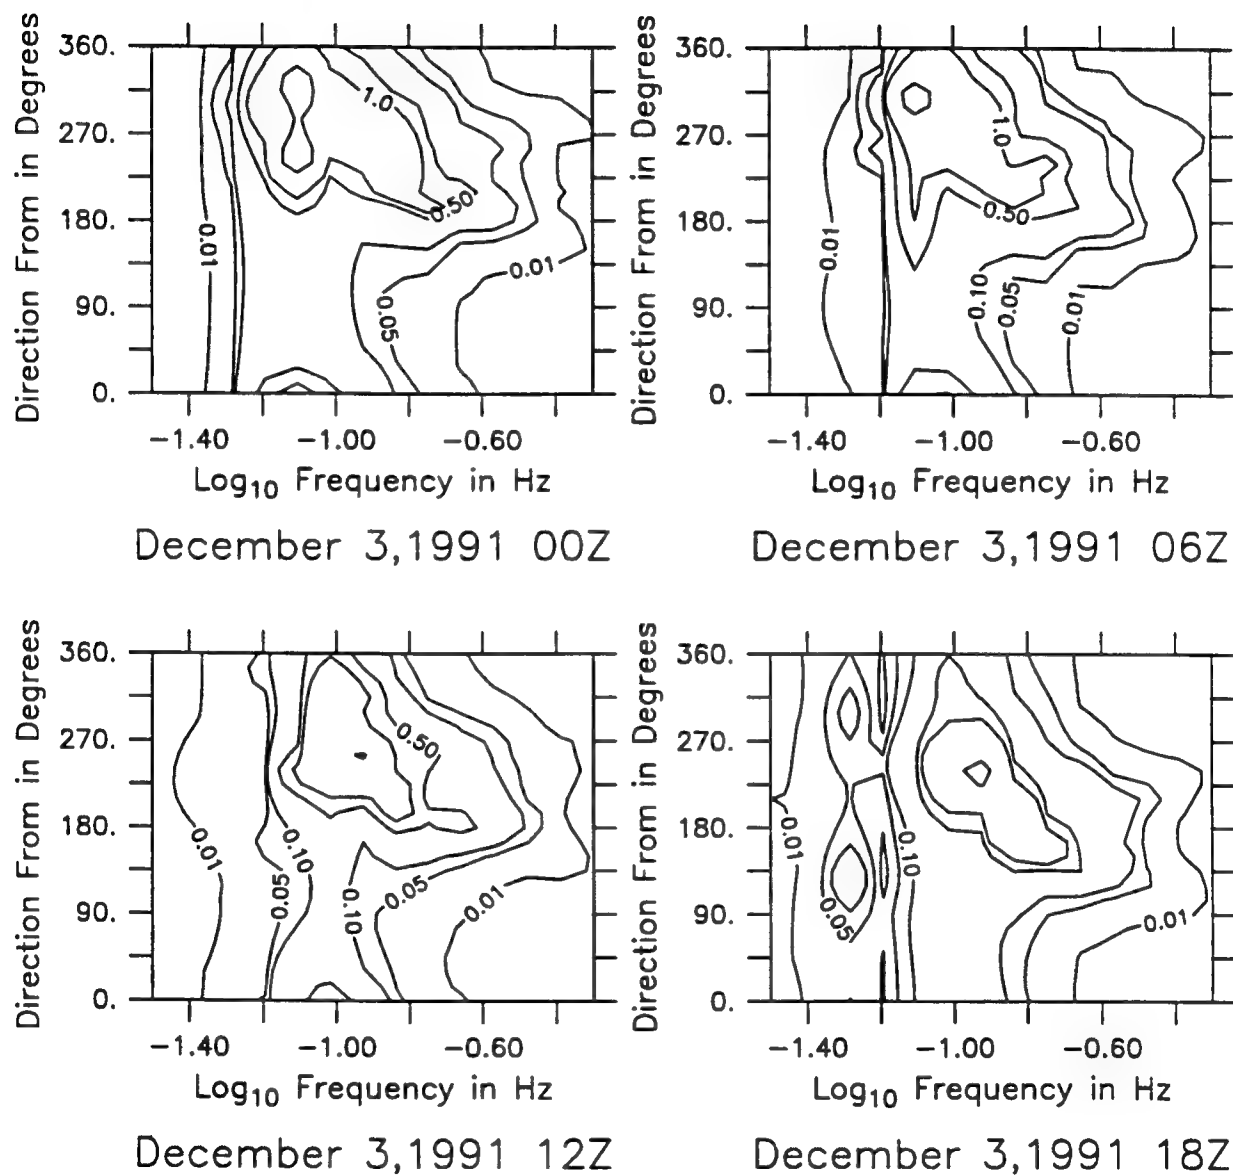 Direction From in Degrees
360.
270.
180.
90.
0.
0.01
1.0
0.50
0.05
0.01
−1.40 −1.00 −0.60
Log10 Frequency in Hz
December 3,1991 00Z
Direction From in Degrees
360.
270.
180.
90.
0.
0.01
1.0
0.50
0.10
0.05
0.01
−1.40 −1.00 −0.60
Log10 Frequency in Hz
December 3,1991 06Z
Direction From in Degrees
360.
270.
180.
90.
0.
0.01
0.05
0.10
0.50
0.10
0.05
0.01
−1.40 −1.00 −0.60
Log10 Frequency in Hz
December 3,1991 12Z
Direction From in Degrees
360.
270.
180.
90.
0.
0.01
0.05
0.10
0.01
−1.40 −1.00 −0.60
Log10 Frequency in Hz
December 3,1991 18Z